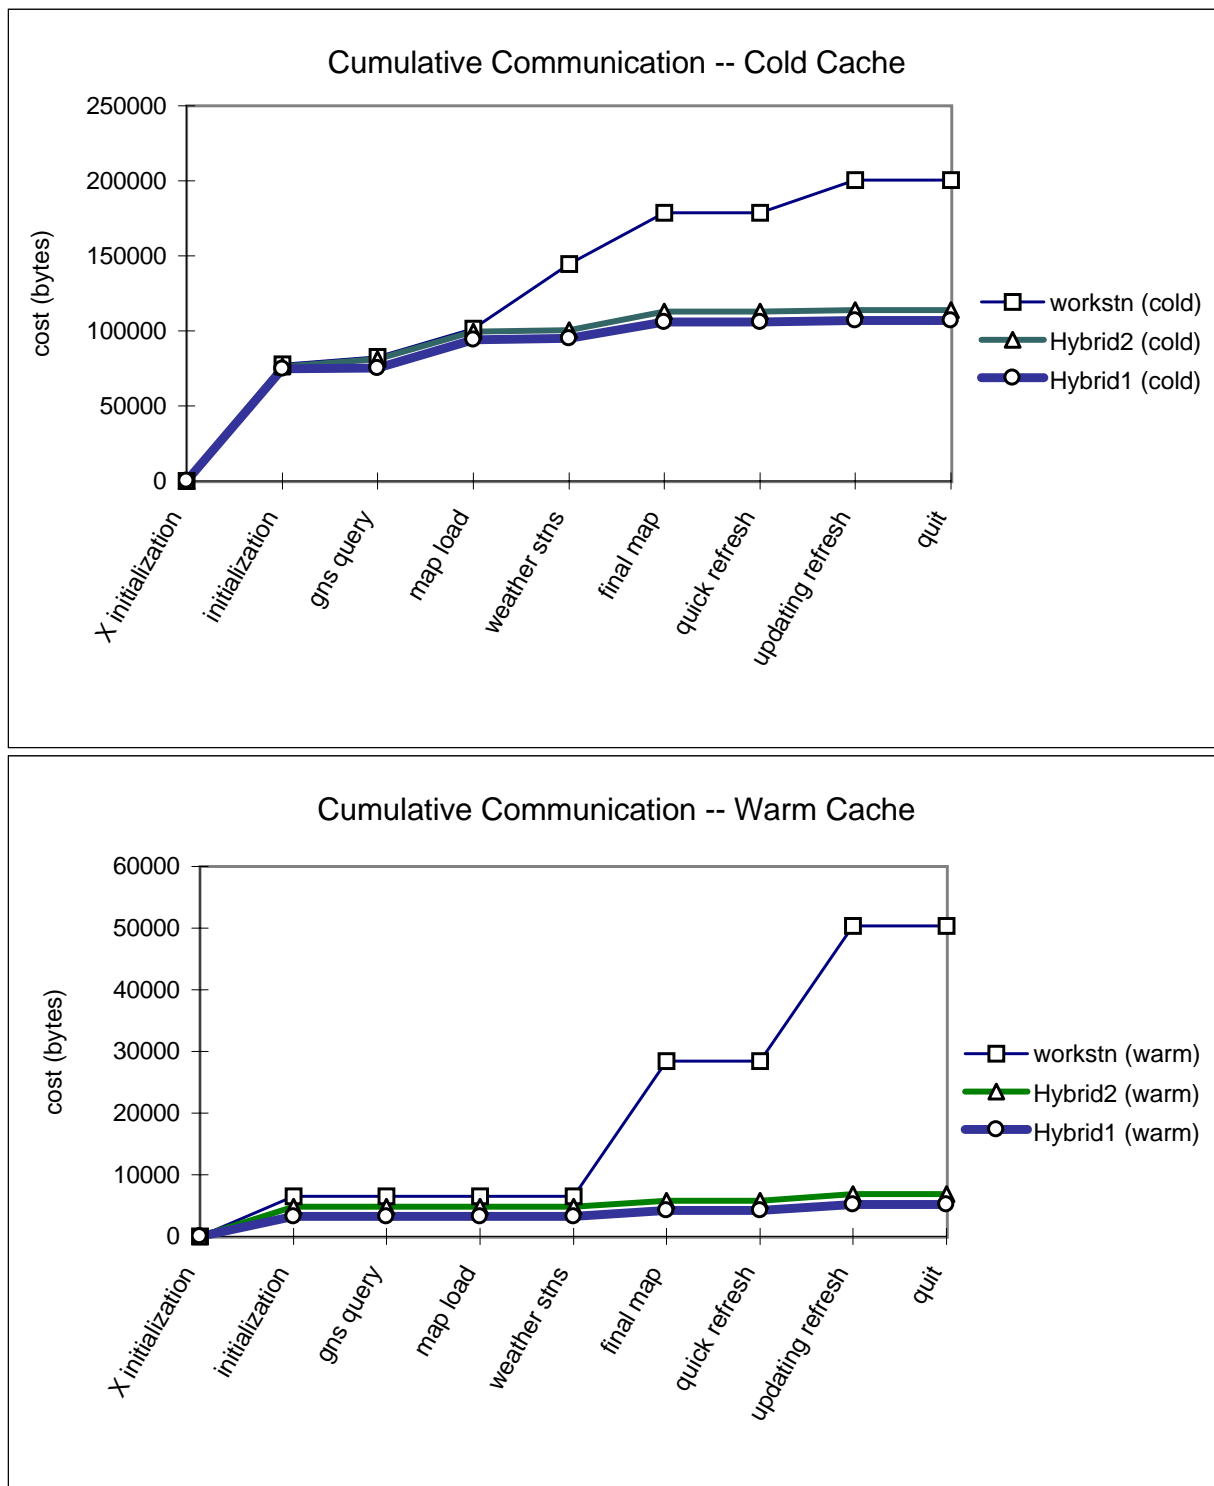 Cumulative Communication -- Cold Cache
250000
200000
150000
100000
50000
0
cost (bytes)
X initialization
initialization
gns query
map load
weather stns
final map
quick refresh
updating refresh
quit
workstn (cold)
Hybrid2 (cold)
Hybrid1 (cold)
Cumulative Communication -- Warm Cache
60000
50000
40000
30000
20000
10000
0
cost (bytes)
X initialization
initialization
gns query
map load
weather stns
final map
quick refresh
updating refresh
quit
workstn (warm)
Hybrid2 (warm)
Hybrid1 (warm)